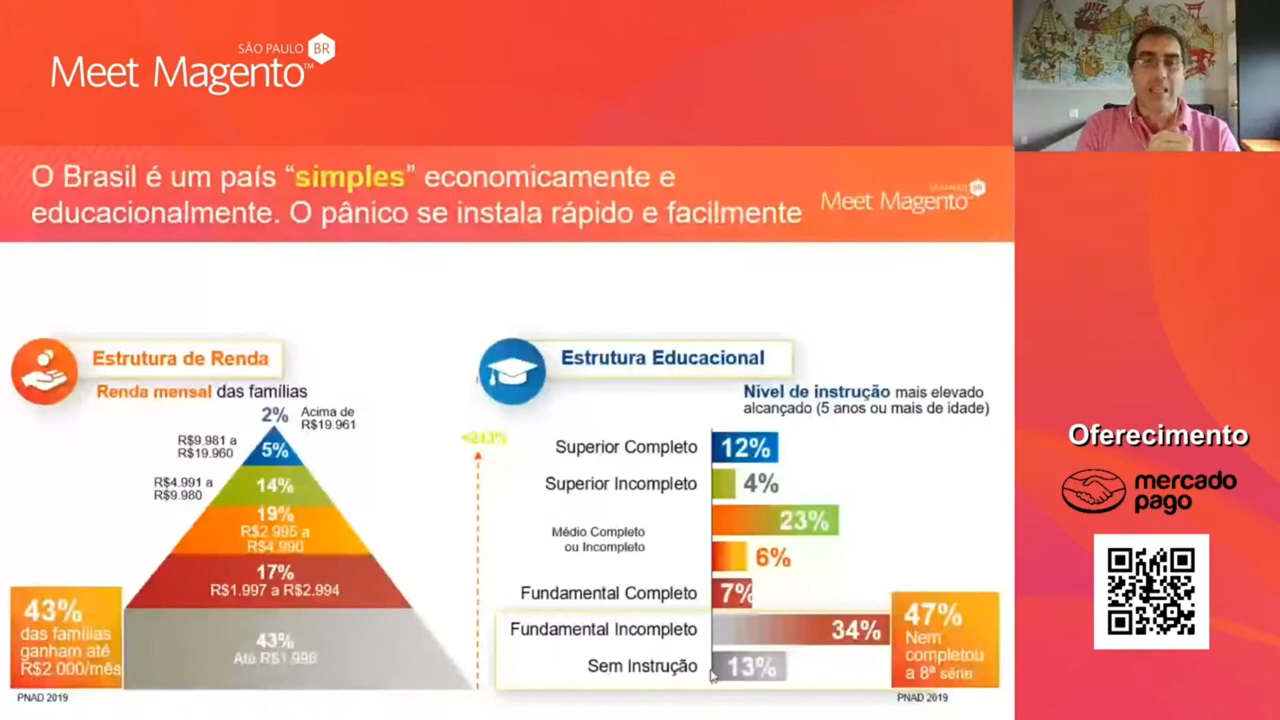 SÃO PAULO BR
Meet Magento™
O Brasil é um país “simples” economicamente e
educacionalmente. O pânico se instala rápido e facilmente
BR
Meet Magento
Estrutura de Renda
Renda mensal das famílias
2%
Acima de
R$19.961
R$9.981 a
R$19.960
5%
R$4.991 a
R$9.980
14%
19%
R$2.995 a
R$4.990
17%
R$1.997 a R$2.994
43%
Até R$1.996
43%
das famílias
ganham até
R$2 000/mês
PNAD 2019
+243%
Estrutura Educacional
Nível de instrução mais elevado
alcançado (5 anos ou mais de idade)
Superior Completo 12%
Superior Incompleto 4%
Médio Completo
ou Incompleto
23%
6%
Fundamental Completo 7%
Fundamental Incompleto 34%
Sem Instrução 13%
47%
Nem
completou
a 8ª série
PNAD 2019
Oferecimento
mercado
pago